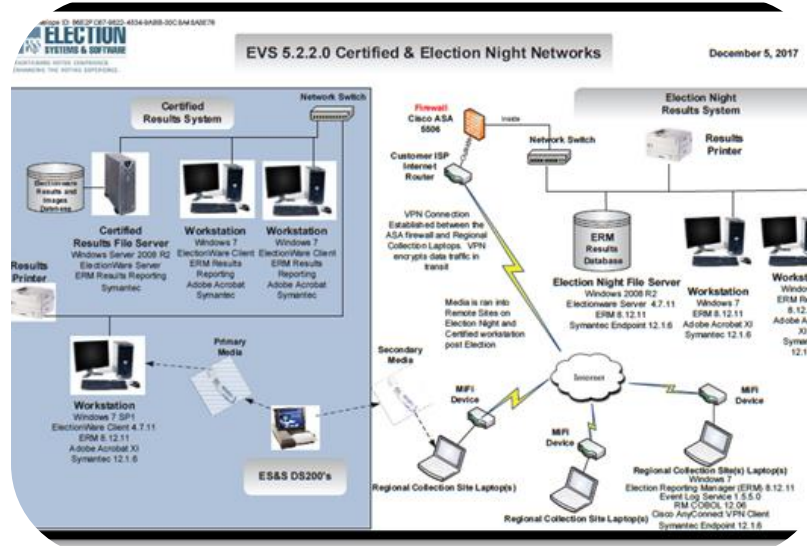 ELECTION
SYSTEMS & SOFTWARE
MAINTAINING VOTER CONFIDENCE.
ENHANCING THE VOTING EXPERIENCE.
EVS 5.2.2.0 Certified & Election Night Networks
December 5, 2017
Certified
Results System
Network Switch
Electionware
Results and
Images
Database
Certified
Results File Server
Windows Server 2008 R2
ElectionWare Server
ERM Results Reporting
Symantec
Workstation
Windows 7
ElectionWare Client
ERM Results
Reporting
Adobe Acrobat
Symantec
Workstation
Windows 7
ElectionWare Client
ERM Results
Reporting
Adobe Acrobat
Symantec
Results
Printer
Workstation
Windows 7 SP1
ElectionWare Client 4.7.11
ERM 8.12.11
Adobe Acrobat XI
Symantec 12.1.6
Primary
Media
ES&S DS200's
Secondary
Media
Firewall
Cisco ASA
5506
Inside
Customer ISP
Internet
Router
Network Switch
VPN Connection
Established between the
ASA firewall and Regional
Collection Laptops. VPN
encrypts data traffic in
transit
Media is ran into
Remote Sites on
Election Night and
Certified workstation
post Election
Election Night
Results System
Results
Printer
ERM
Results
Database
Election Night File Server
Windows 2008 R2
Electionware Server 4.7.11
ERM 8.12.11
Symantec Endpoint 12.1.6
Workstation
Windows 7
ERM 8.12.11
Adobe Acrobat XI
Symantec 12.1.6
Internet
MiFi
Device
Regional Collection Site Laptop(s)
MiFi
Device
Regional Collection Site Laptop(s)
MiFi
Device
Regional Collection Site(s) Laptop(s)
Windows 7
Election Reporting Manager (ERM) 8.12.11
Event Log Service 1.5.5.0
RM COBOL 12.06
Cisco AnyConnect VPN Client
Symantec Endpoint 12.1.6